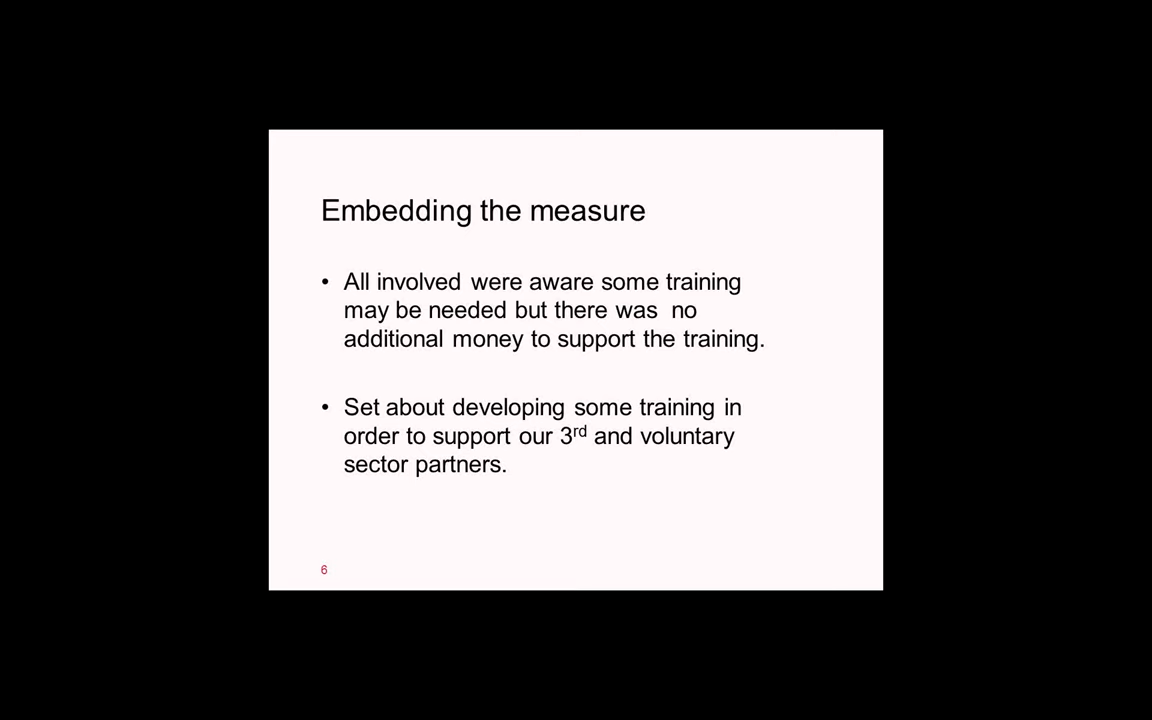 Embedding the measure
• All involved were aware some training
may be needed but there was  no
additional money to support the training.
• Set about developing some training in
order to support our 3rd and voluntary
sector partners.
6